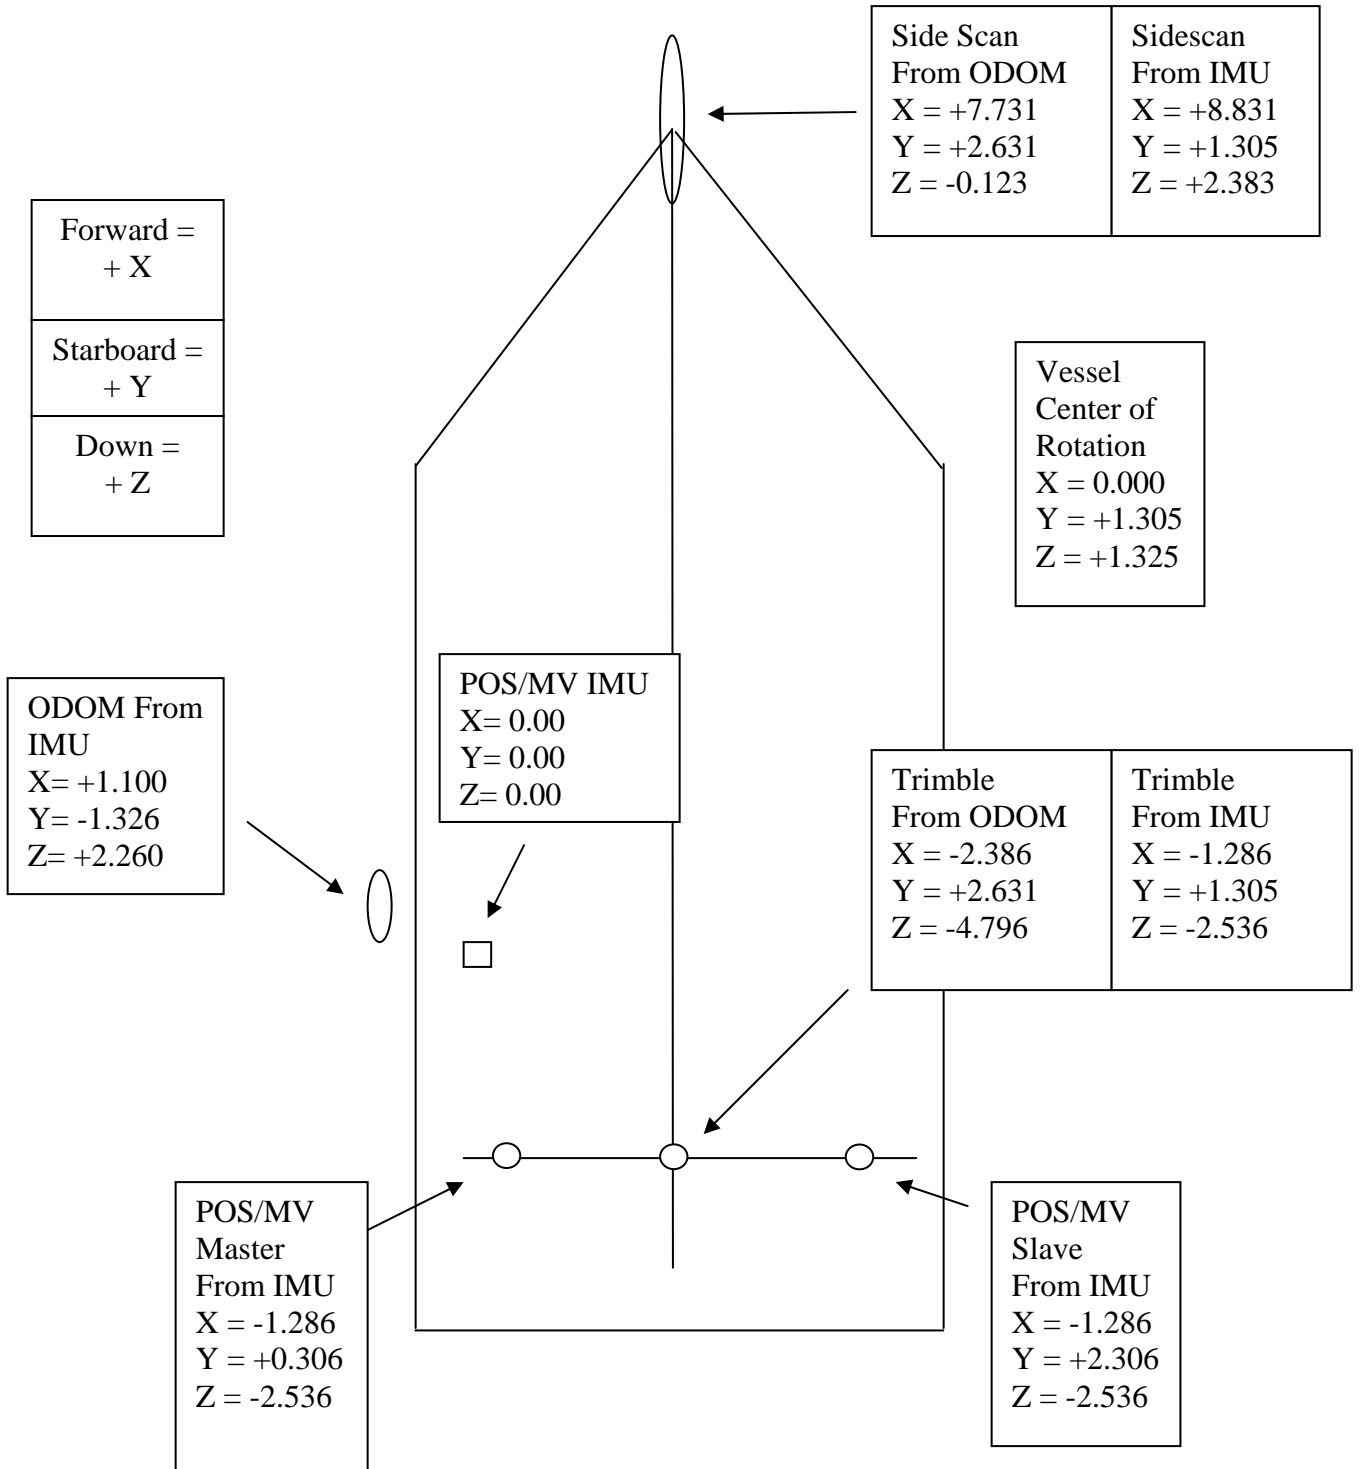 Side Scan
From ODOM
X = +7.731
Y = +2.631
Z = -0.123
Sidescan
From IMU
X = +8.831
Y = +1.305
Z = +2.383
Forward =
+ X
Starboard =
+ Y
Down =
+ Z
Vessel
Center of
Rotation
X = 0.000
Y = +1.305
Z = +1.325
POS/MV IMU
X= 0.00
Y= 0.00
Z= 0.00
ODOM From
IMU
X= +1.100
Y= -1.326
Z= +2.260
Trimble
From ODOM
X = -2.386
Y = +2.631
Z = -4.796
Trimble
From IMU
X = -1.286
Y = +1.305
Z = -2.536
POS/MV
Master
From IMU
X = -1.286
Y = +0.306
Z = -2.536
POS/MV
Slave
From IMU
X = -1.286
Y = +2.306
Z = -2.536